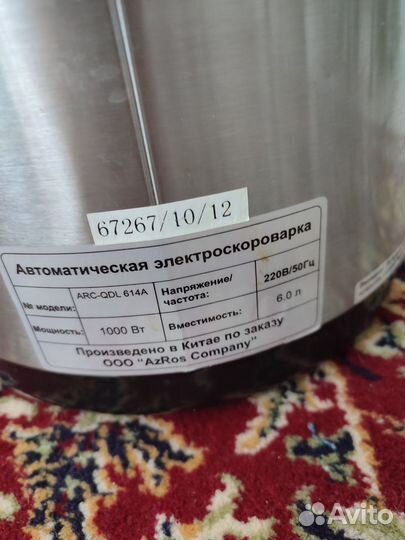 67267/10/12
Автоматическая электроскороварка
№ модели: ARC-QDL 614A Напряжение/частота: 220В/50Гц
Мощность: 1000 Вт Вместимость: 6.0 л
Произведено в Китае по заказу
ООО "AzRos Company"
Avito